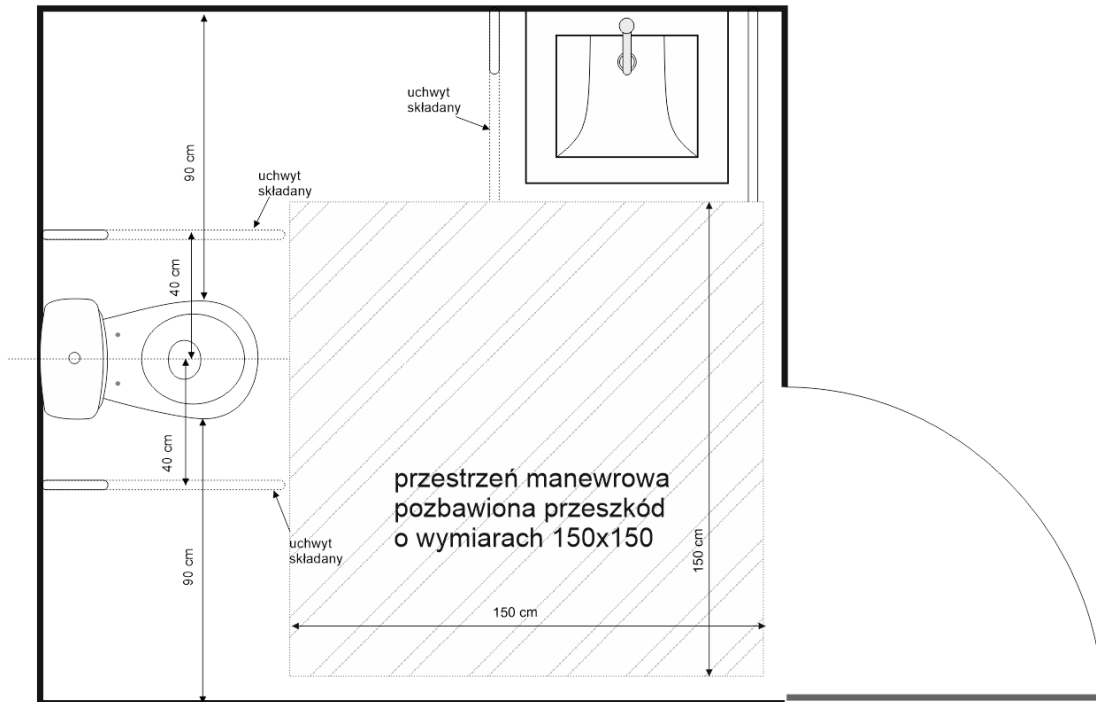 uchwyt
składany
90 cm
uchwyt
składany
40 cm
40 cm
przestrzeń manewrowa
pozbawiona przeszkód
o wymiarach 150x150
uchwyt
składany
90 cm
150 cm
150 cm